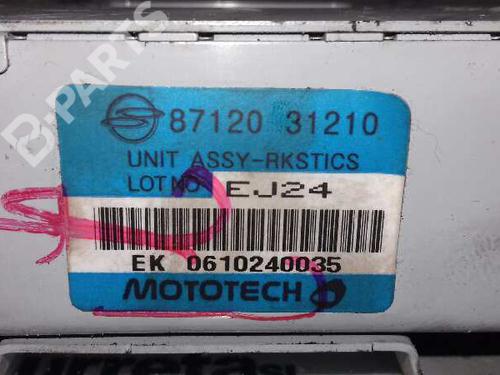 B-PARTS
87120 31210
UNIT ASSY-RKSTICS
LOT NO. EJ24
EK 0610240035
MOTOTECH